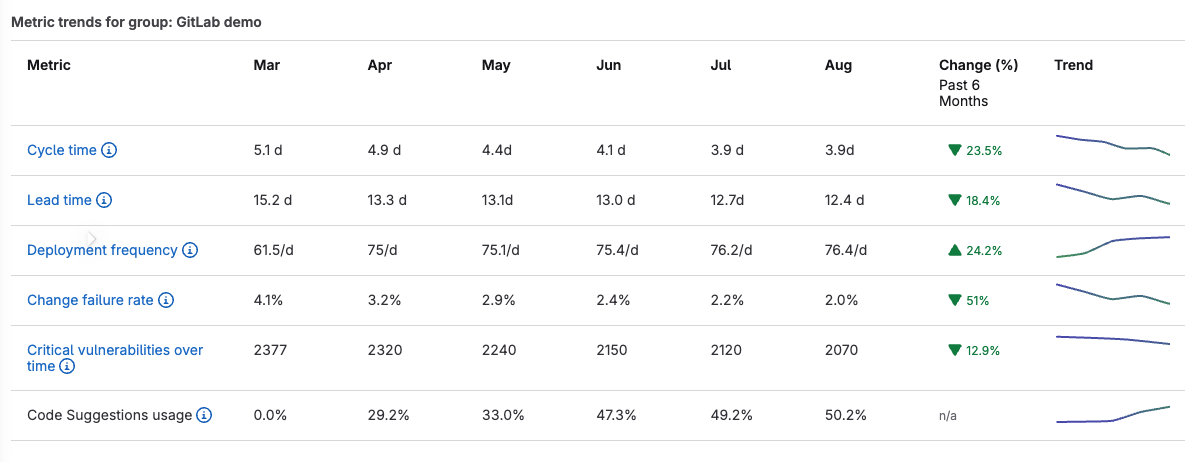 Metric trends for group: GitLab demo
Metric Mar Apr May Jun Jul Aug Change (%) Trend
Past 6
Months
Cycle time 5.1 d 4.9 d 4.4d 4.1 d 3.9 d 3.9d 23.5%
Lead time 15.2 d 13.3 d 13.1d 13.0 d 12.7d 12.4 d 18.4%
Deployment frequency 61.5/d 75/d 75.1/d 75.4/d 76.2/d 76.4/d 24.2%
Change failure rate 4.1% 3.2% 2.9% 2.4% 2.2% 2.0% 51%
Critical vulnerabilities over 2377 2320 2240 2150 2120 2070 12.9%
time
Code Suggestions usage 0.0% 29.2% 33.0% 47.3% 49.2% 50.2% n/a